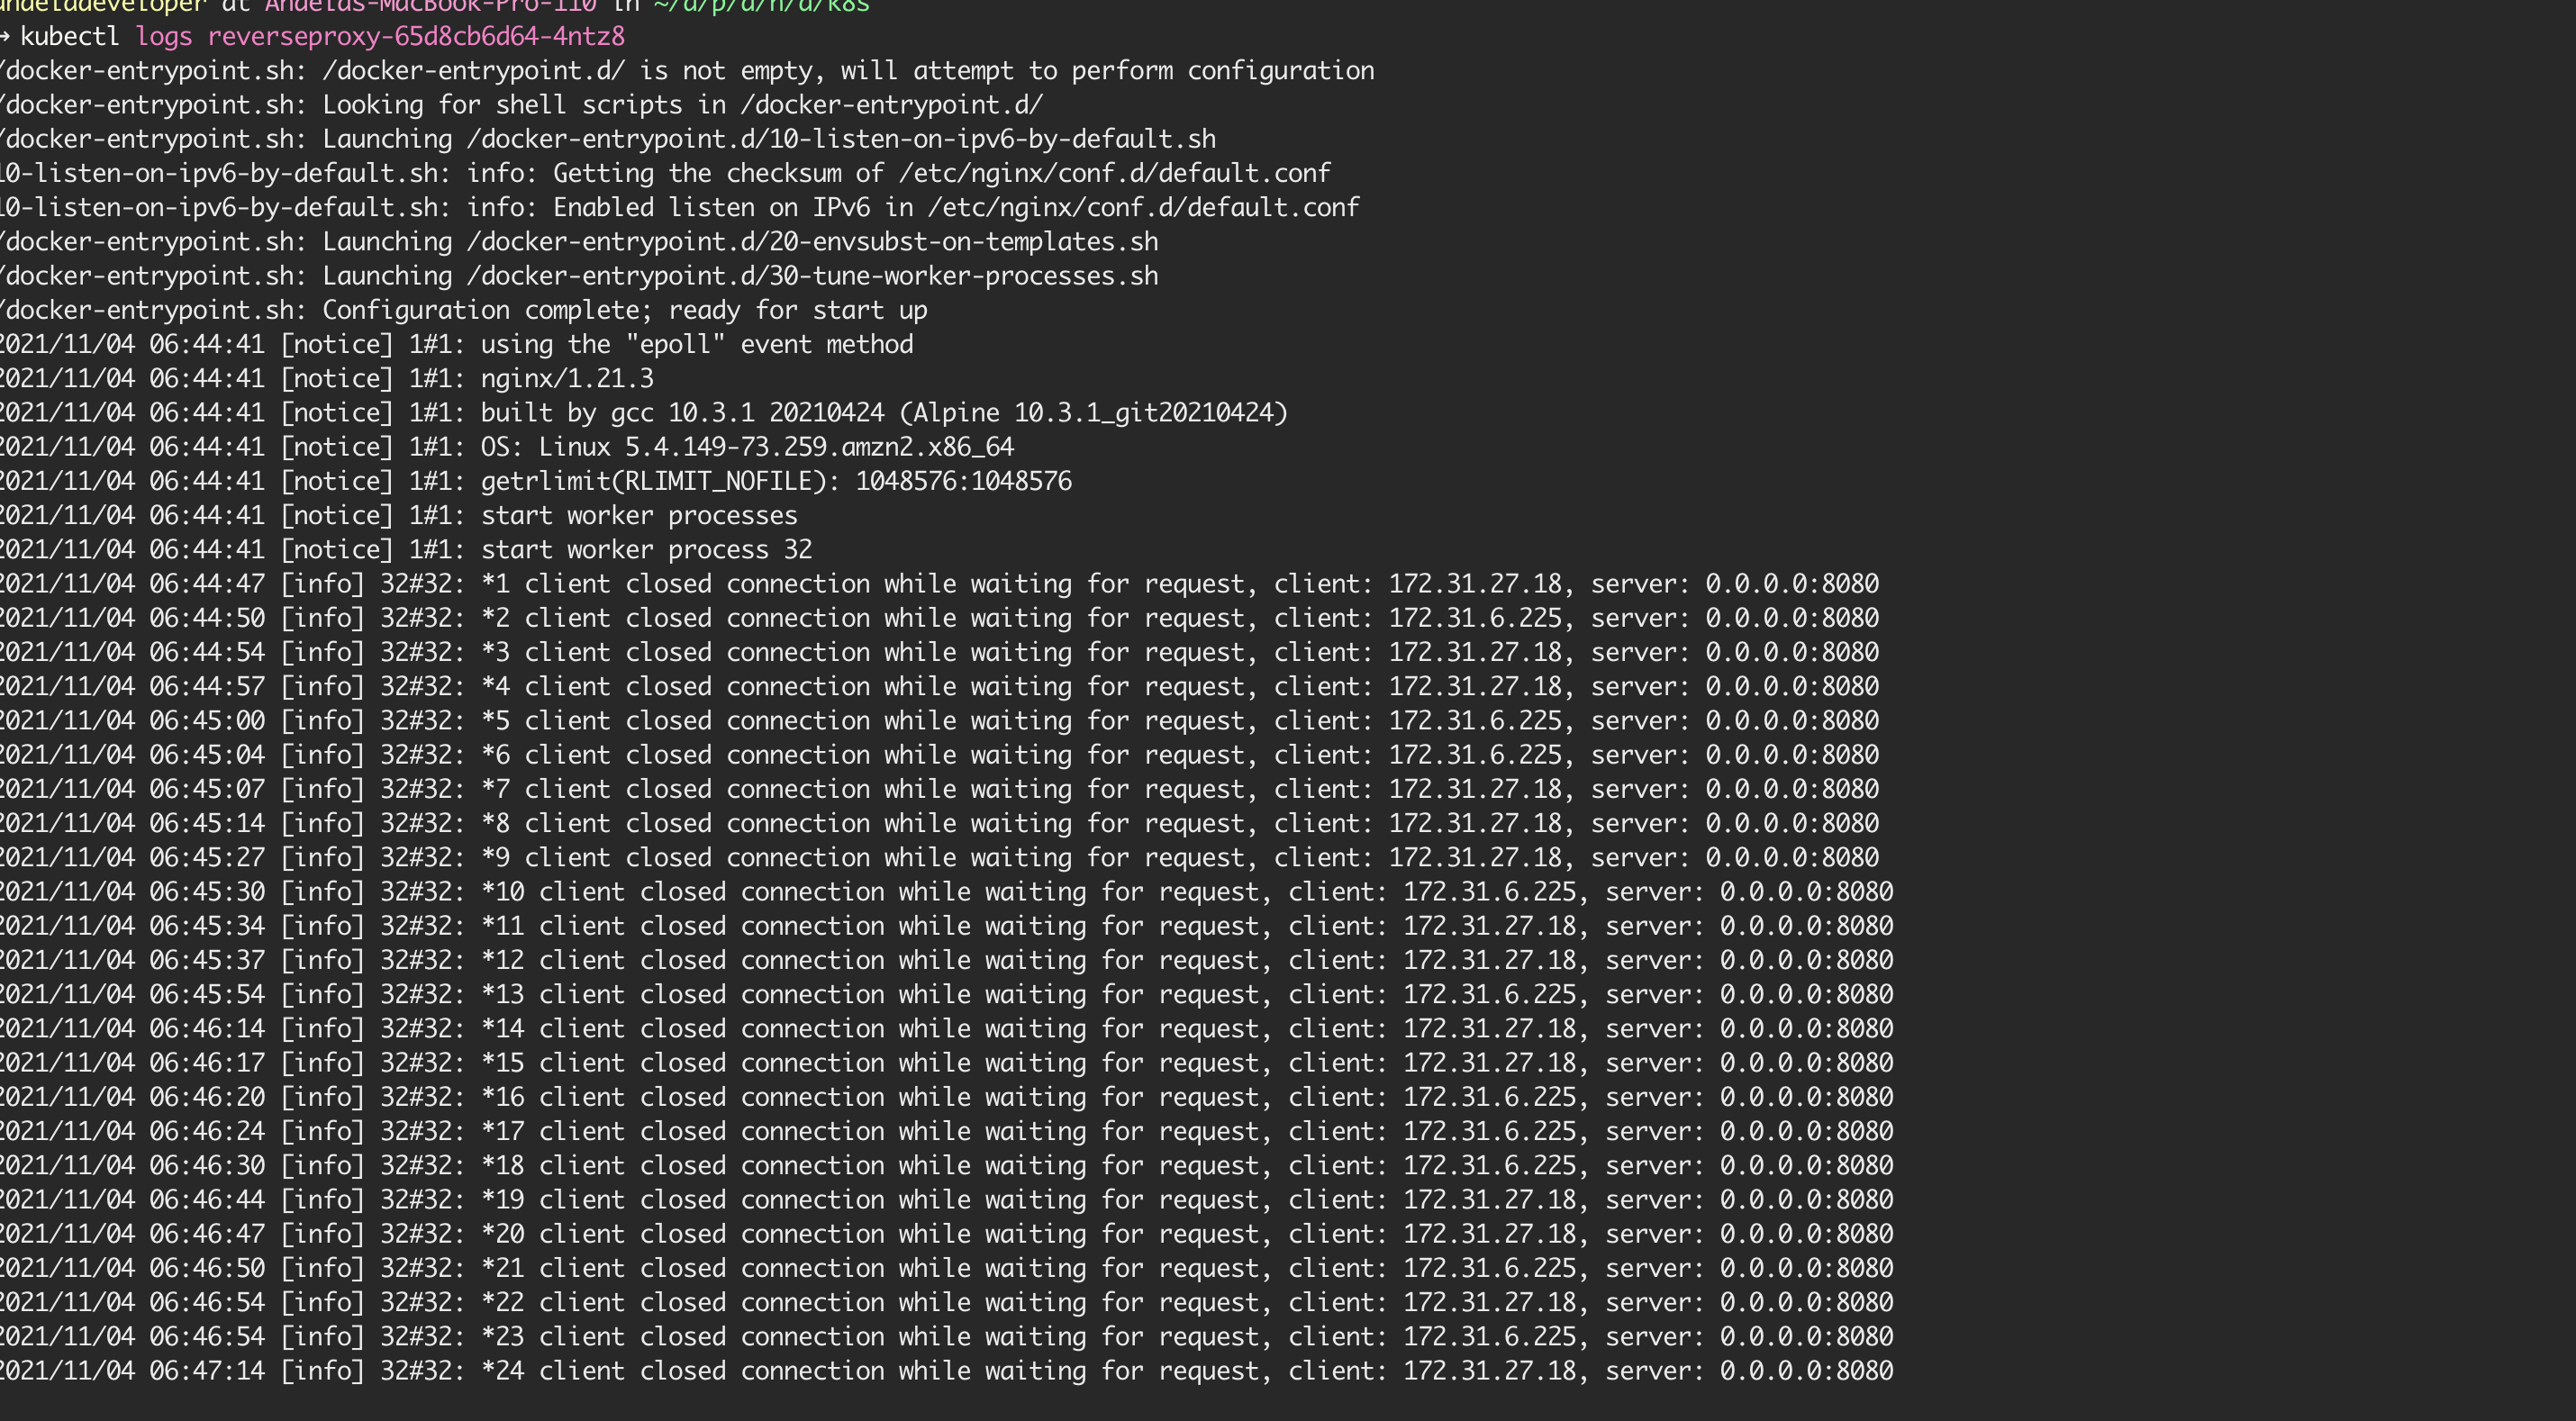 andeladeveloper at Andelas-MacBook-Pro-110 in ~/d/p/d/n/d/k8s
→ kubectl logs reverseproxy-65d8cb6d64-4ntz8
/docker-entrypoint.sh: /docker-entrypoint.d/ is not empty, will attempt to perform configuration
/docker-entrypoint.sh: Looking for shell scripts in /docker-entrypoint.d/
/docker-entrypoint.sh: Launching /docker-entrypoint.d/10-listen-on-ipv6-by-default.sh
10-listen-on-ipv6-by-default.sh: info: Getting the checksum of /etc/nginx/conf.d/default.conf
10-listen-on-ipv6-by-default.sh: info: Enabled listen on IPv6 in /etc/nginx/conf.d/default.conf
/docker-entrypoint.sh: Launching /docker-entrypoint.d/20-envsubst-on-templates.sh
/docker-entrypoint.sh: Launching /docker-entrypoint.d/30-tune-worker-processes.sh
/docker-entrypoint.sh: Configuration complete; ready for start up
2021/11/04 06:44:41 [notice] 1#1: using the "epoll" event method
2021/11/04 06:44:41 [notice] 1#1: nginx/1.21.3
2021/11/04 06:44:41 [notice] 1#1: built by gcc 10.3.1 20210424 (Alpine 10.3.1_git20210424)
2021/11/04 06:44:41 [notice] 1#1: OS: Linux 5.4.149-73.259.amzn2.x86_64
2021/11/04 06:44:41 [notice] 1#1: getrlimit(RLIMIT_NOFILE): 1048576:1048576
2021/11/04 06:44:41 [notice] 1#1: start worker processes
2021/11/04 06:44:41 [notice] 1#1: start worker process 32
2021/11/04 06:44:47 [info] 32#32: *1 client closed connection while waiting for request, client: 172.31.27.18, server: 0.0.0.0:8080
2021/11/04 06:44:50 [info] 32#32: *2 client closed connection while waiting for request, client: 172.31.6.225, server: 0.0.0.0:8080
2021/11/04 06:44:54 [info] 32#32: *3 client closed connection while waiting for request, client: 172.31.27.18, server: 0.0.0.0:8080
2021/11/04 06:44:57 [info] 32#32: *4 client closed connection while waiting for request, client: 172.31.27.18, server: 0.0.0.0:8080
2021/11/04 06:45:00 [info] 32#32: *5 client closed connection while waiting for request, client: 172.31.6.225, server: 0.0.0.0:8080
2021/11/04 06:45:04 [info] 32#32: *6 client closed connection while waiting for request, client: 172.31.6.225, server: 0.0.0.0:8080
2021/11/04 06:45:07 [info] 32#32: *7 client closed connection while waiting for request, client: 172.31.27.18, server: 0.0.0.0:8080
2021/11/04 06:45:14 [info] 32#32: *8 client closed connection while waiting for request, client: 172.31.27.18, server: 0.0.0.0:8080
2021/11/04 06:45:27 [info] 32#32: *9 client closed connection while waiting for request, client: 172.31.27.18, server: 0.0.0.0:8080
2021/11/04 06:45:30 [info] 32#32: *10 client closed connection while waiting for request, client: 172.31.6.225, server: 0.0.0.0:8080
2021/11/04 06:45:34 [info] 32#32: *11 client closed connection while waiting for request, client: 172.31.27.18, server: 0.0.0.0:8080
2021/11/04 06:45:37 [info] 32#32: *12 client closed connection while waiting for request, client: 172.31.27.18, server: 0.0.0.0:8080
2021/11/04 06:45:54 [info] 32#32: *13 client closed connection while waiting for request, client: 172.31.6.225, server: 0.0.0.0:8080
2021/11/04 06:46:14 [info] 32#32: *14 client closed connection while waiting for request, client: 172.31.27.18, server: 0.0.0.0:8080
2021/11/04 06:46:17 [info] 32#32: *15 client closed connection while waiting for request, client: 172.31.27.18, server: 0.0.0.0:8080
2021/11/04 06:46:20 [info] 32#32: *16 client closed connection while waiting for request, client: 172.31.6.225, server: 0.0.0.0:8080
2021/11/04 06:46:24 [info] 32#32: *17 client closed connection while waiting for request, client: 172.31.6.225, server: 0.0.0.0:8080
2021/11/04 06:46:30 [info] 32#32: *18 client closed connection while waiting for request, client: 172.31.6.225, server: 0.0.0.0:8080
2021/11/04 06:46:44 [info] 32#32: *19 client closed connection while waiting for request, client: 172.31.27.18, server: 0.0.0.0:8080
2021/11/04 06:46:47 [info] 32#32: *20 client closed connection while waiting for request, client: 172.31.27.18, server: 0.0.0.0:8080
2021/11/04 06:46:50 [info] 32#32: *21 client closed connection while waiting for request, client: 172.31.6.225, server: 0.0.0.0:8080
2021/11/04 06:46:54 [info] 32#32: *22 client closed connection while waiting for request, client: 172.31.27.18, server: 0.0.0.0:8080
2021/11/04 06:46:54 [info] 32#32: *23 client closed connection while waiting for request, client: 172.31.6.225, server: 0.0.0.0:8080
2021/11/04 06:47:14 [info] 32#32: *24 client closed connection while waiting for request, client: 172.31.27.18, server: 0.0.0.0:8080